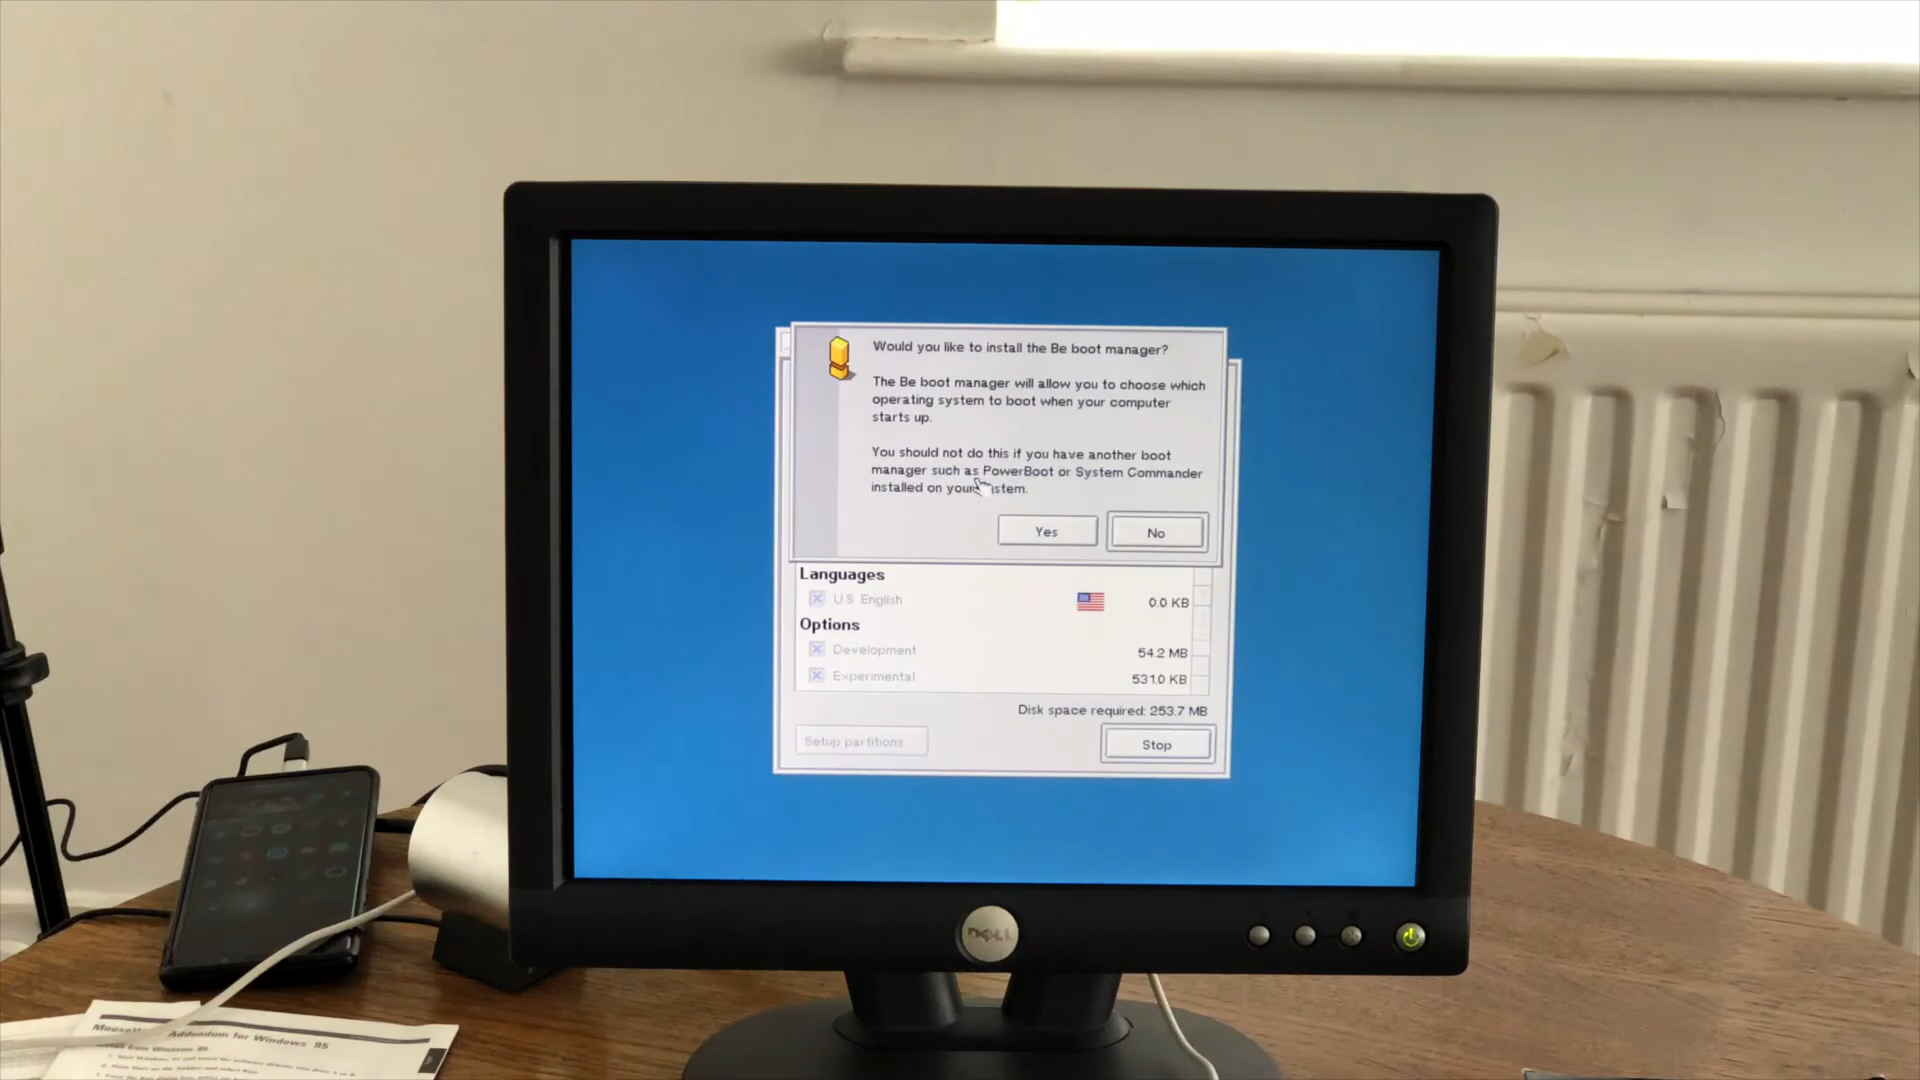 Would you like to install the Be boot manager?
The Be boot manager will allow you to choose which
operating system to boot when your computer
starts up.
You should not do this if you have another boot
manager such as PowerBoot or System Commander
installed on your
Yes
No
Languages
U.S. English
0.0 KB
Options
Development
54.2 MB
Experimental
531.0 KB
Disk space required: 253.7 MB
Setup partitions
Stop
DELL
Addendum for Windows 95